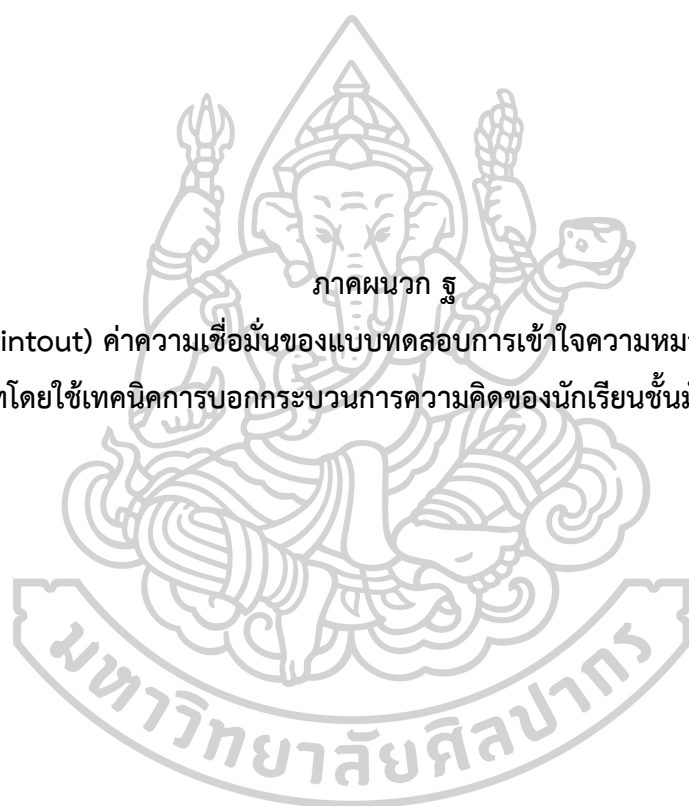 ภาคผนวก ฐ
intout) ค่าความเชื่อมั่นของแบบทดสอบการเข้าใจความหม
ทโดยใช้เทคนิคการบอกกระบวนการความคิดของนักเรียนชั้นม
มหาวิทยาลัยศิลปากร